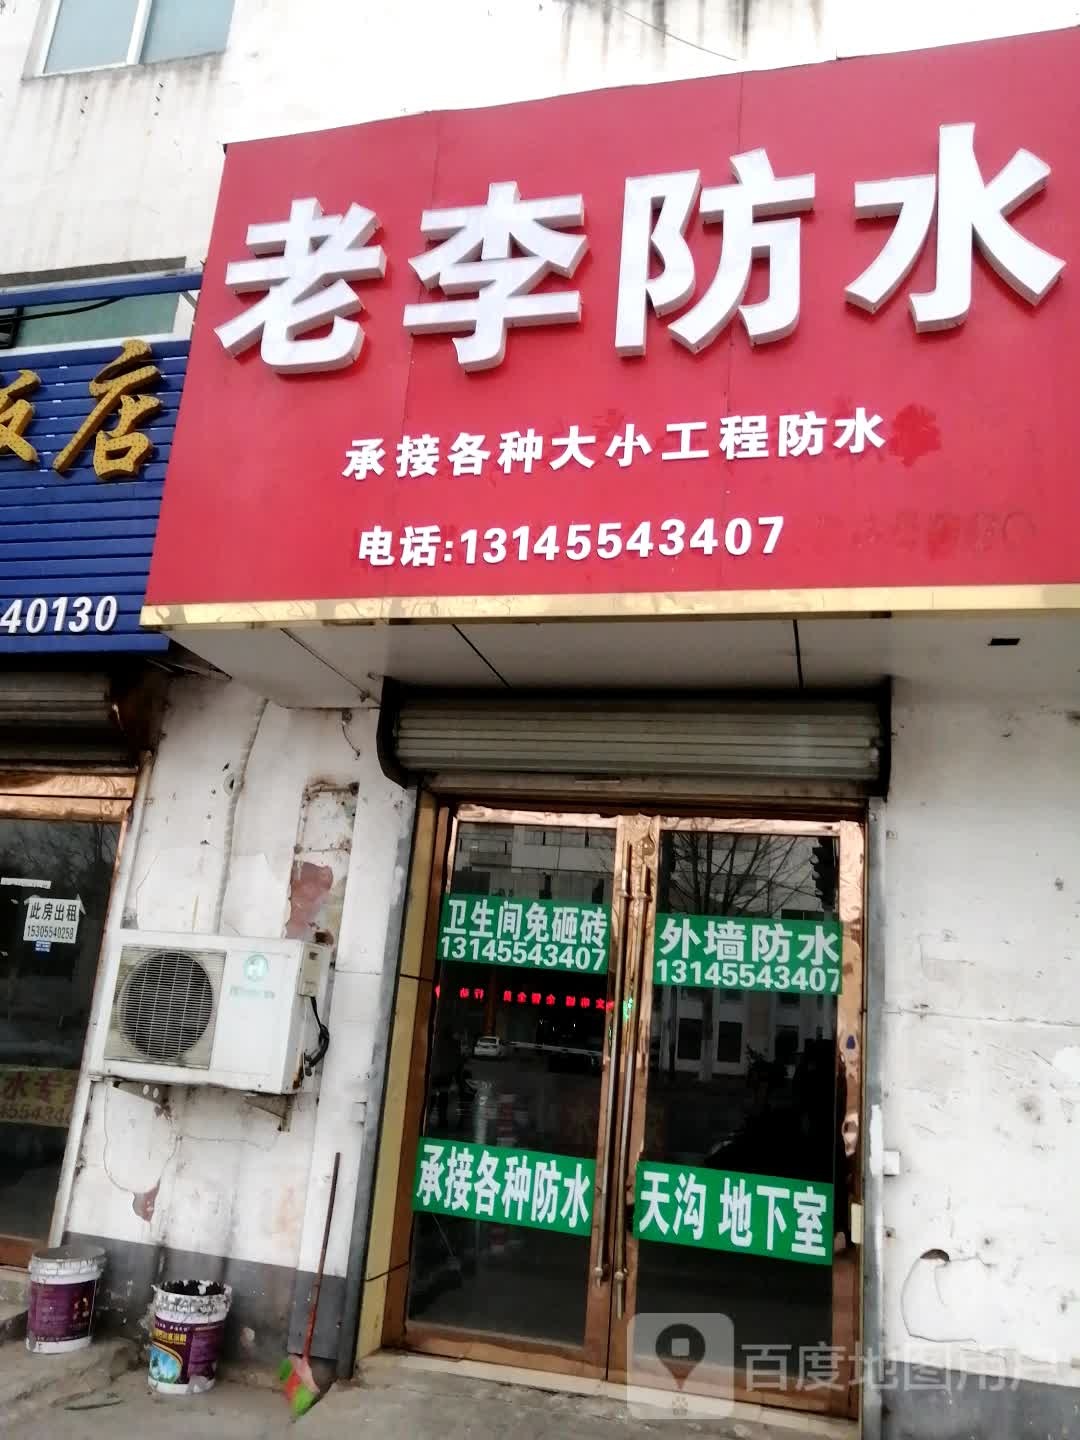 老李防水
承接各种大小工程防水
电话:13145543407
饭店
40130
此房出租
15305540258
卫生间免砸砖
13145543407
外墙防水
13145543407
承接各种防水
天沟 地下室
百度地图用户